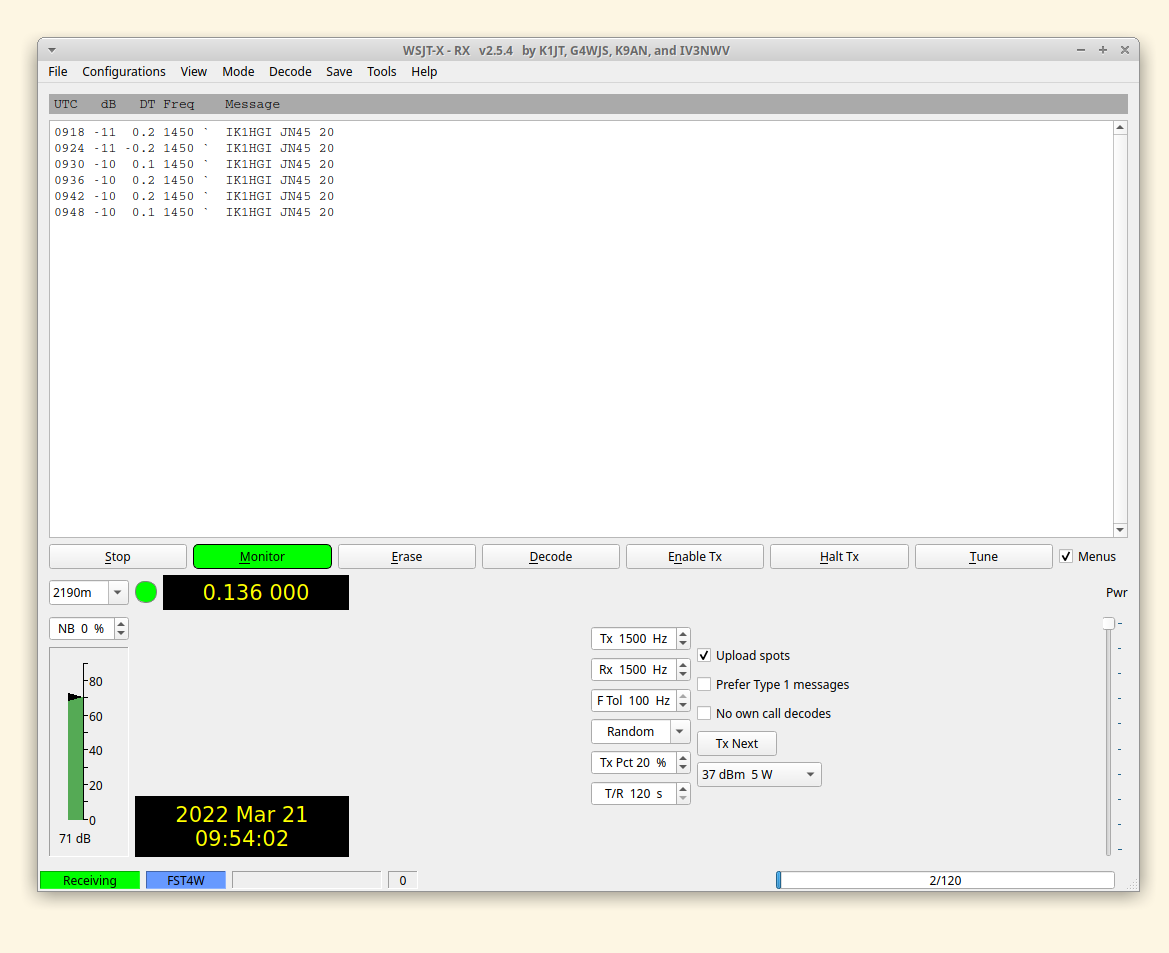 WSJT-X - RX v2.5.4 by K1JT, G4WJS, K9AN, and IV3NWV
File Configurations View Mode Decode Save Tools Help
UTC dB DT Freq Message
0918 -11 0.2 1450 ` IK1HGI JN45 20
0924 -11 -0.2 1450 ` IK1HGI JN45 20
0930 -10 0.1 1450 ` IK1HGI JN45 20
0936 -10 0.2 1450 ` IK1HGI JN45 20
0942 -10 0.2 1450 ` IK1HGI JN45 20
0948 -10 0.1 1450 ` IK1HGI JN45 20
Stop Monitor Erase Decode Enable Tx Halt Tx Tune Menus
2190m 0.136 000 Pwr
NB 0 %
Tx 1500 Hz
Rx 1500 Hz
F Tol 100 Hz
Random
Tx Pct 20 %
T/R 120 s
Upload spots
Prefer Type 1 messages
No own call decodes
Tx Next
37 dBm 5 W
80
60
40
20
0
71 dB
2022 Mar 21
09:54:02
Receiving FST4W 0 2/120